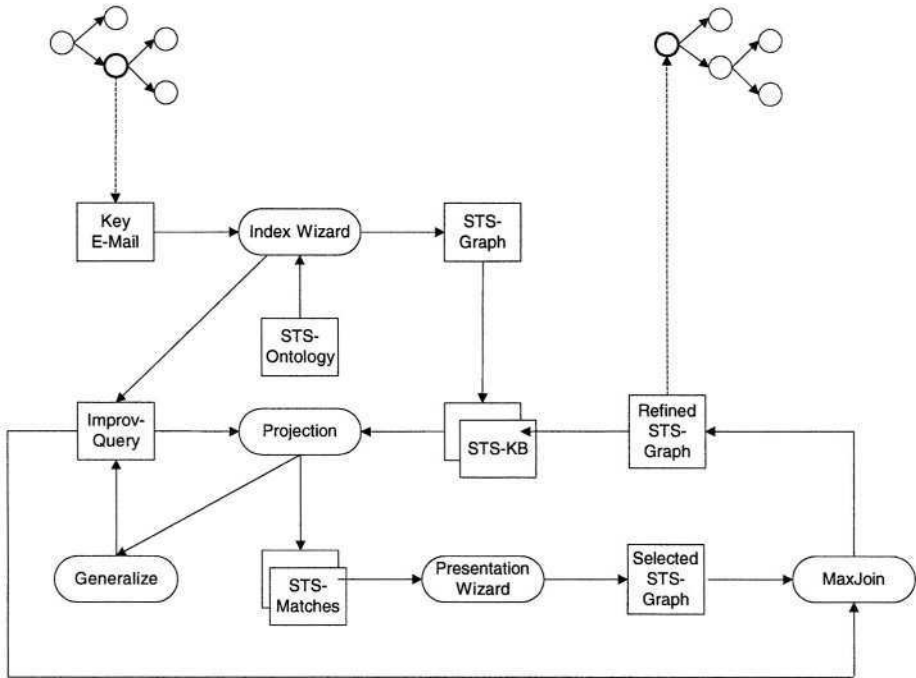 Key
E-Mail
Index Wizard
STS-
Graph
STS-
Ontology
Improv-
Query
Projection
STS-KB
Refined
STS-
Graph
Generalize
STS-
Matches
Presentation
Wizard
Selected
STS-
Graph
MaxJoin